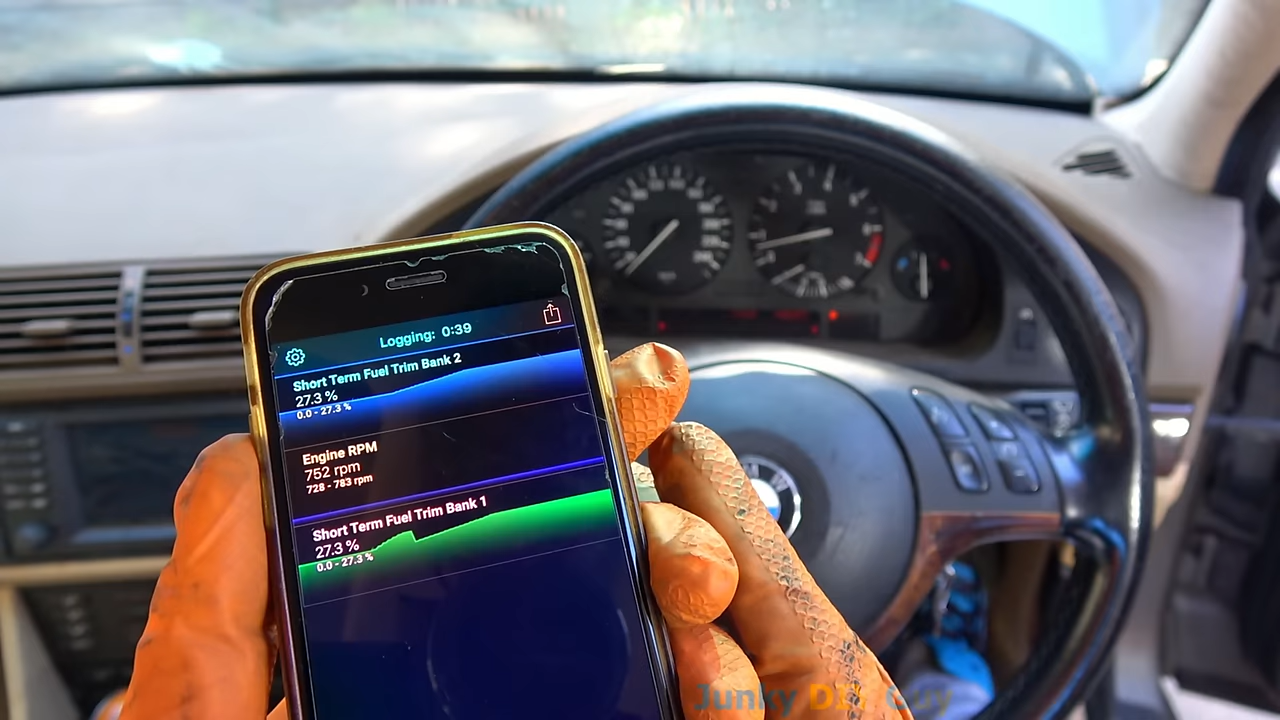 Logging: 0:39
Short Term Fuel Trim Bank 2
27.3 %
0.0 - 27.3 %
Engine RPM
752 rpm
728 - 783 rpm
Short Term Fuel Trim Bank 1
27.3 %
0.0 - 27.3 %
Junky DIY Guy